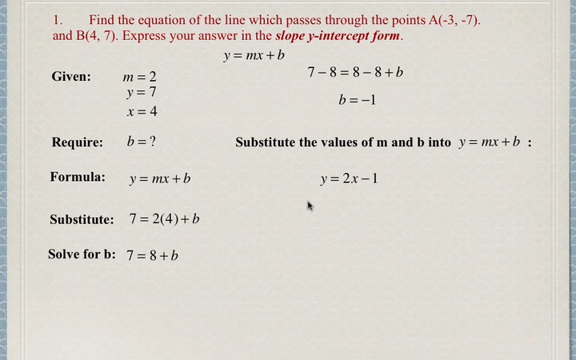 1. Find the equation of the line which passes through the points A(-3, -7).
and B(4, 7). Express your answer in the slope y-intercept form.
y = mx + b
Given: m = 2
y = 7
x = 4
7 – 8 = 8 – 8 + b
b = –1
Require: b = ?
Substitute the values of m and b into y = mx + b :
Formula: y = mx + b
y = 2x – 1
Substitute: 7 = 2(4) + b
Solve for b: 7 = 8 + b